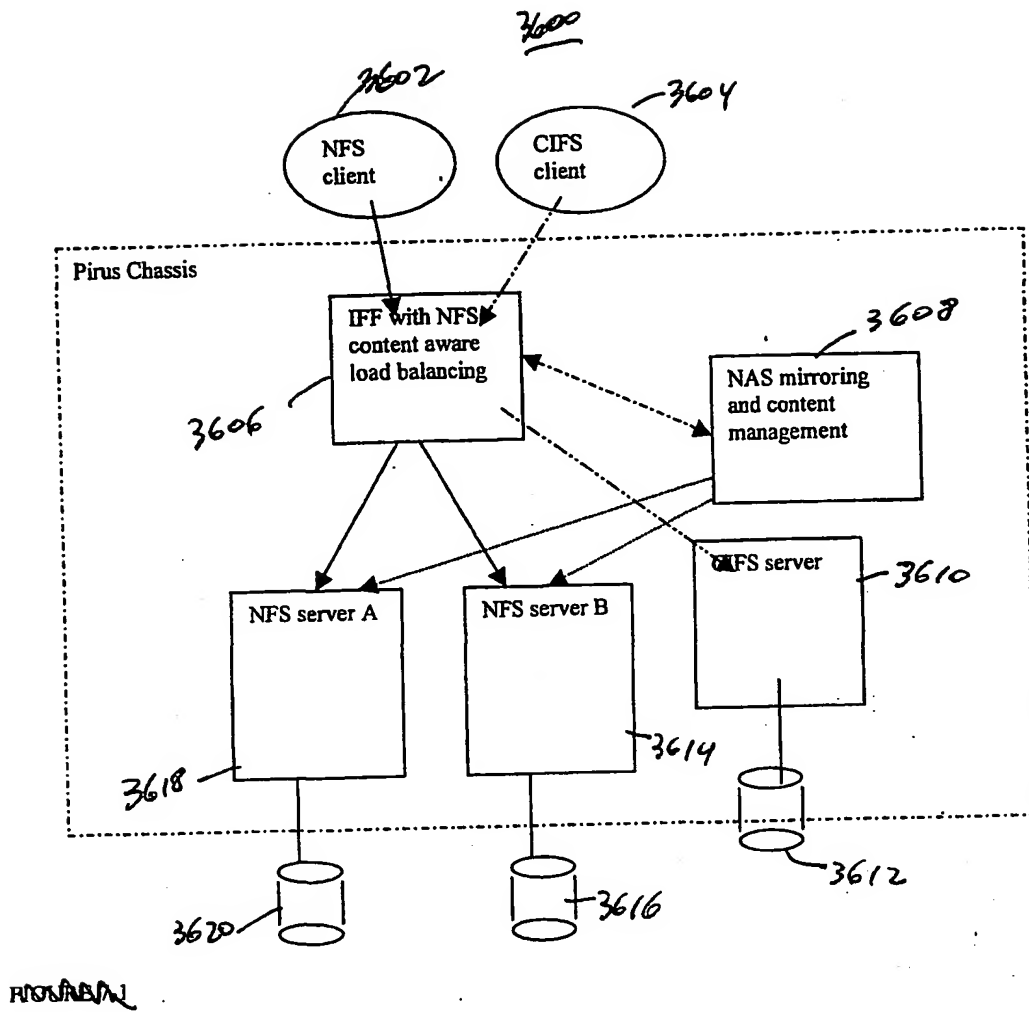 3600
3602
3604
NFS
client
CIFS
client
Pirus Chassis
IFF with NFS
content aware
load balancing
3606
3608
NAS mirroring
and content
management
CIFS server
3610
NFS server A
NFS server B
3618
3614
3612
3620
3616